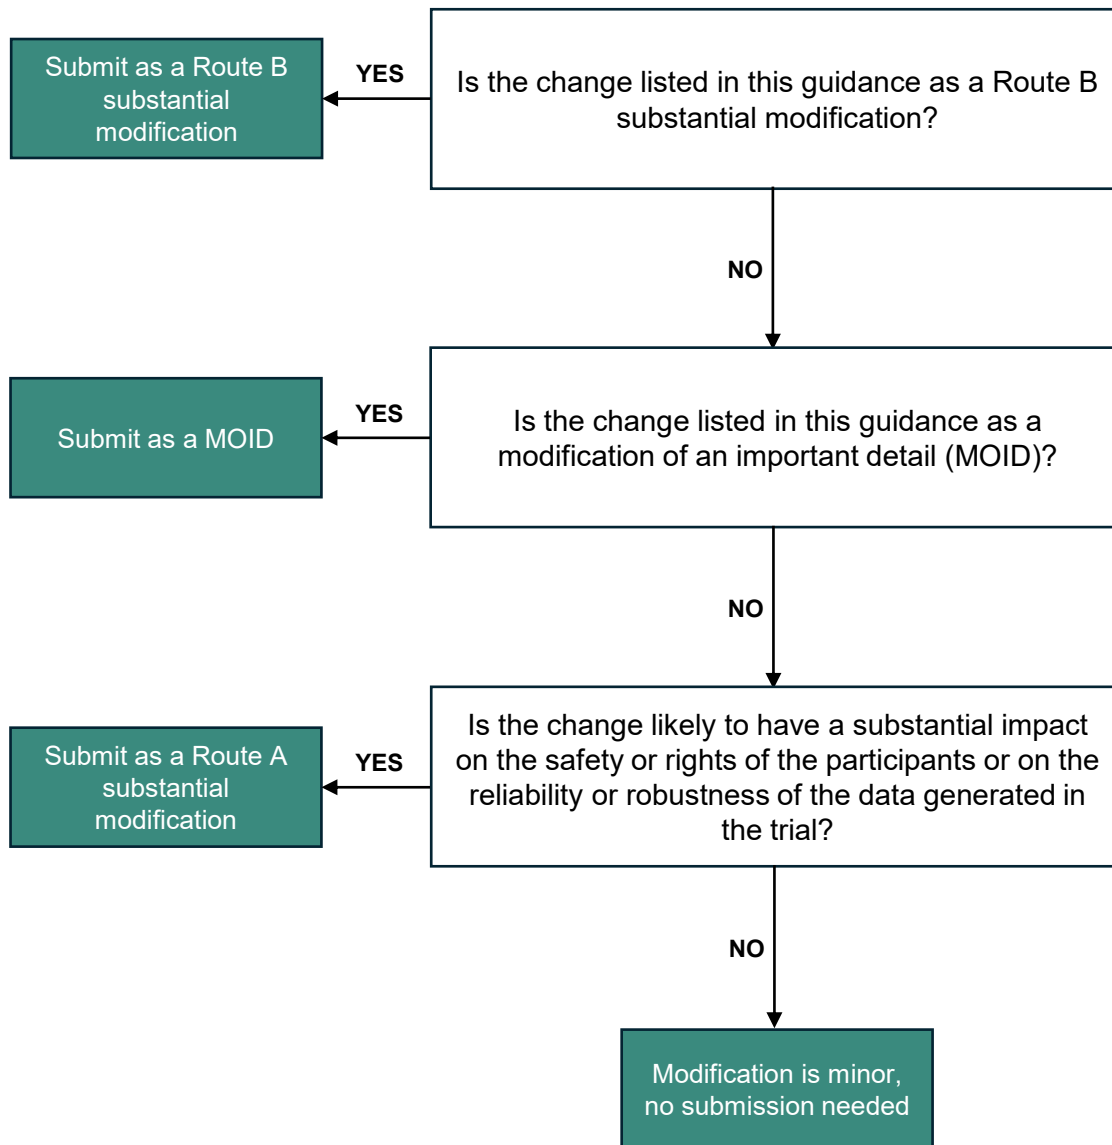 Is the change listed in this guidance as a Route B
substantial modification?
YES
Submit as a Route B
substantial
modification
NO
Is the change listed in this guidance as a
modification of an important detail (MOID)?
YES
Submit as a MOID
NO
Is the change likely to have a substantial impact
on the safety or rights of the participants or on the
reliability or robustness of the data generated in
the trial?
YES
Submit as a Route A
substantial
modification
NO
Modification is minor,
no submission needed